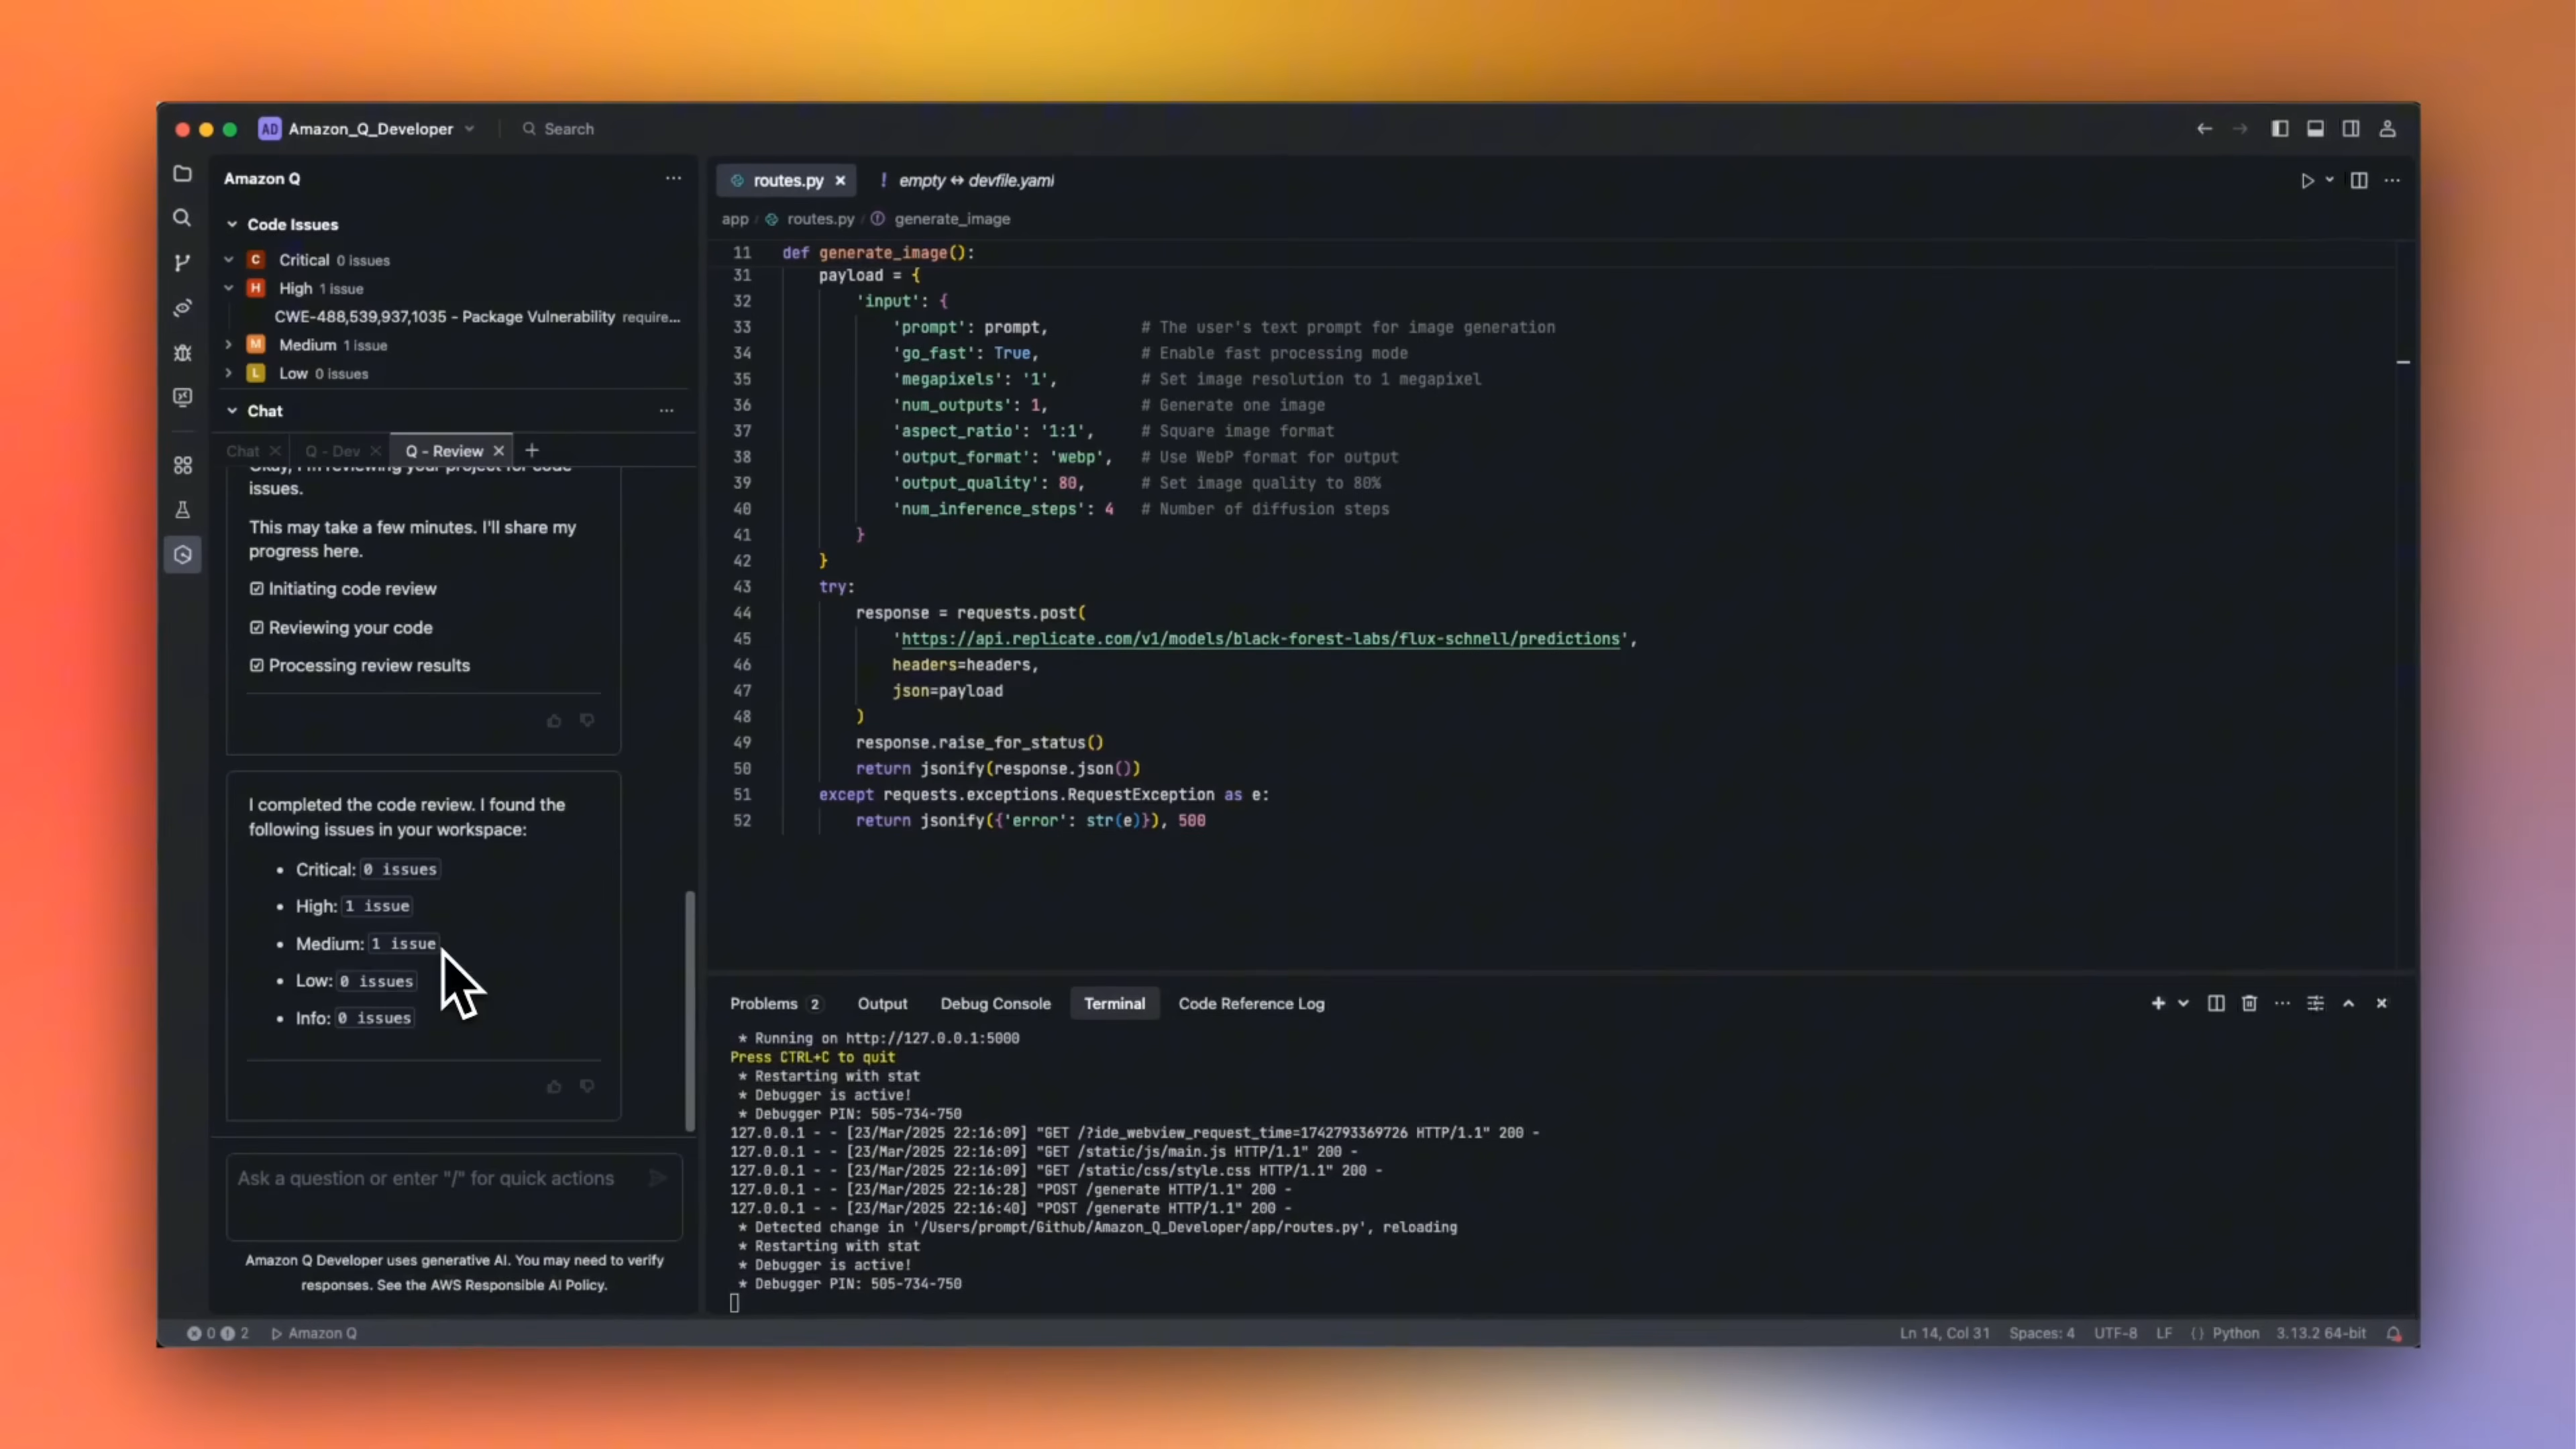 AD Amazon_Q_Developer
Search
Amazon Q
Code Issues
C Critical 0 issues
H High 1 issue
CWE-488,539,937,1035 - Package Vulnerability require...
M Medium 1 issue
L Low 0 issues
Chat
Chat Q - Dev Q - Review
Okay, I'm reviewing your project for code
issues.
This may take a few minutes. I'll share my
progress here.
Initiating code review
Reviewing your code
Processing review results
I completed the code review. I found the
following issues in your workspace:
• Critical: 0 issues
• High: 1 issue
• Medium: 1 issue
• Low: 0 issues
• Info: 0 issues
Ask a question or enter "/" for quick actions
Amazon Q Developer uses generative AI. You may need to verify
responses. See the AWS Responsible AI Policy.
routes.py ! empty ↔ devfile.yaml
app / routes.py / generate_image
11 def generate_image():
31 payload = {
32 'input': {
33 'prompt': prompt, # The user's text prompt for image generation
34 'go_fast': True, # Enable fast processing mode
35 'megapixels': '1', # Set image resolution to 1 megapixel
36 'num_outputs': 1, # Generate one image
37 'aspect_ratio': '1:1', # Square image format
38 'output_format': 'webp', # Use WebP format for output
39 'output_quality': 80, # Set image quality to 80%
40 'num_inference_steps': 4 # Number of diffusion steps
41 }
42 }
43 try:
44 response = requests.post(
45 'https://api.replicate.com/v1/models/black-forest-labs/flux-schnell/predictions',
46 headers=headers,
47 json=payload
48 )
49 response.raise_for_status()
50 return jsonify(response.json())
51 except requests.exceptions.RequestException as e:
52 return jsonify({'error': str(e)}), 500
Problems 2 Output Debug Console Terminal Code Reference Log
* Running on http://127.0.0.1:5000
Press CTRL+C to quit
* Restarting with stat
* Debugger is active!
* Debugger PIN: 505-734-750
127.0.0.1 - - [23/Mar/2025 22:16:09] "GET /?ide_webview_request_time=1742793369726 HTTP/1.1" 200 -
127.0.0.1 - - [23/Mar/2025 22:16:09] "GET /static/js/main.js HTTP/1.1" 200 -
127.0.0.1 - - [23/Mar/2025 22:16:09] "GET /static/css/style.css HTTP/1.1" 200 -
127.0.0.1 - - [23/Mar/2025 22:16:28] "POST /generate HTTP/1.1" 200 -
127.0.0.1 - - [23/Mar/2025 22:16:40] "POST /generate HTTP/1.1" 200 -
* Detected change in '/Users/prompt/Github/Amazon_Q_Developer/app/routes.py', reloading
* Restarting with stat
* Debugger is active!
* Debugger PIN: 505-734-750
0 2 Amazon Q
Ln 14, Col 31 Spaces: 4 UTF-8 LF {} Python 3.13.2 64-bit